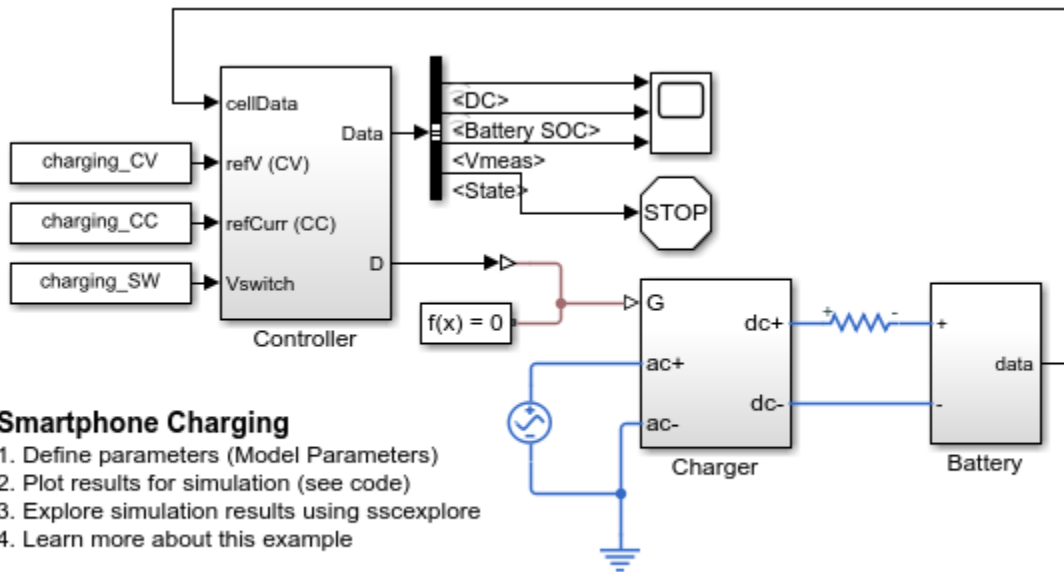 cellData
Data
<DC>
<Battery SOC>
<Vmeas>
<State>
charging_CV
refV (CV)
charging_CC
refCurr (CC)
STOP
D
charging_SW
Vswitch
Controller
f(x) = 0
G
dc+
+
-
+
ac+
data
dc-
-
ac-
Charger
Battery
Smartphone Charging
1. Define parameters (Model Parameters)
2. Plot results for simulation (see code)
3. Explore simulation results using sscexplore
4. Learn more about this example